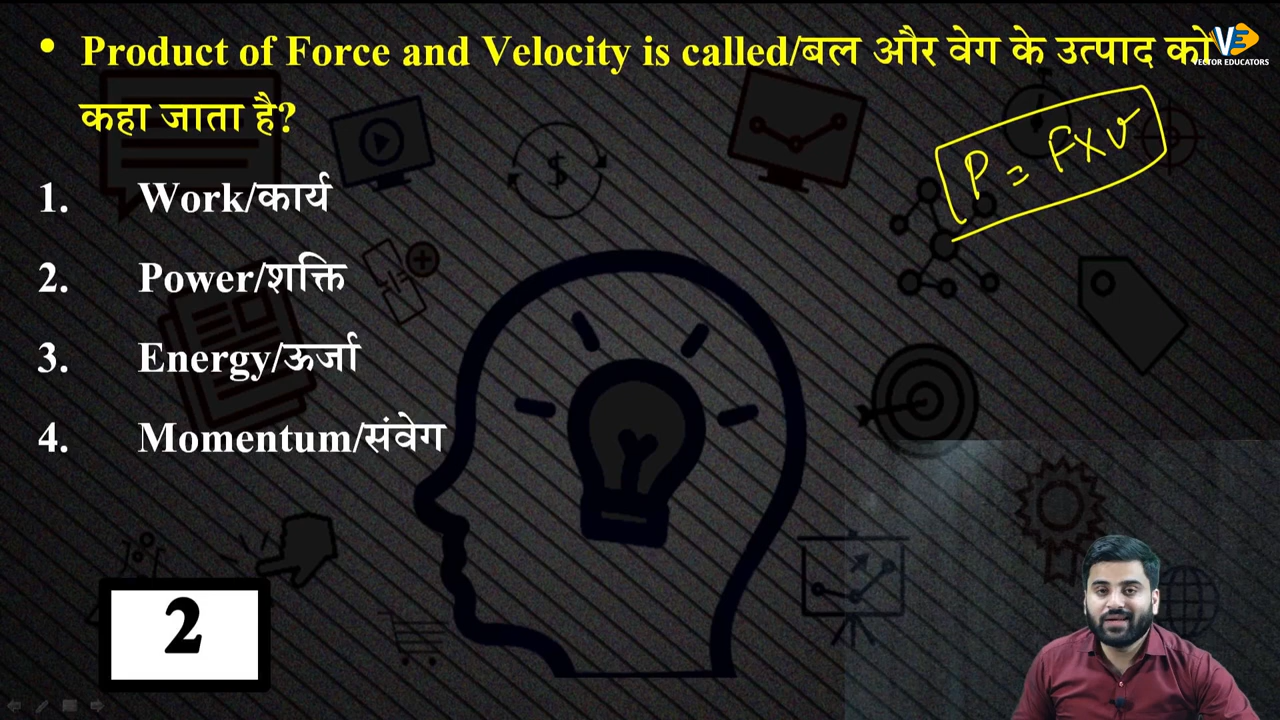 • Product of Force and Velocity is called/बल और वेग के उत्पाद को
कहा जाता है?
1. Work/कार्य
2. Power/शक्ति
3. Energy/ऊर्जा
4. Momentum/संवेग
P = F×v
2
VE
VECTOR EDUCATORS